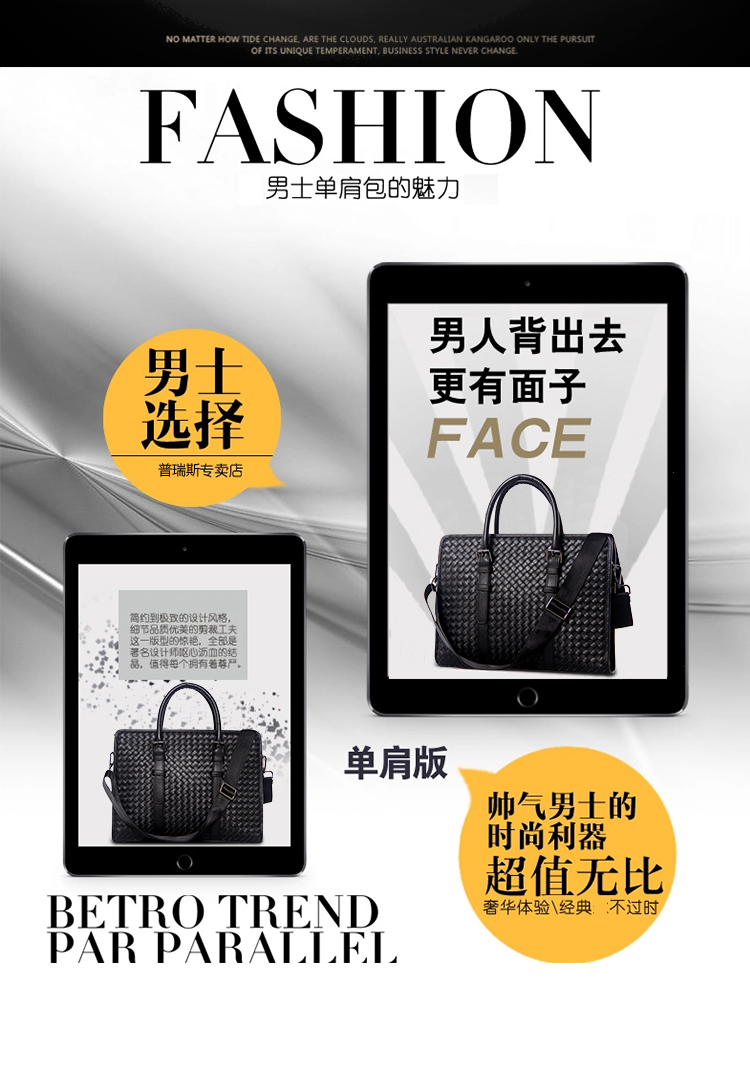 NO MATTER HOW TIDE CHANGE, ARE THE CLOUDS, REALLY AUSTRALIAN KANGAROO ONLY THE PURSUIT
OF ITS UNIQUE TEMPERAMENT, BUSINESS STYLE NEVER CHANGE.
FASHION
男士单肩包的魅力
男人背出去
更有面子
FACE
男士
选择
普瑞斯专卖店
简约到极致的设计风格,
细节品质优美的剪裁工夫
这一版型的惊艳, 全部是
著名设计师呕心沥血的结
晶, 值得每个拥有着尊严。
单肩版
帅气男士的
时尚利器
超值无比
奢华体验\经典 不过时
BETRO TREND
PAR PARALLEL